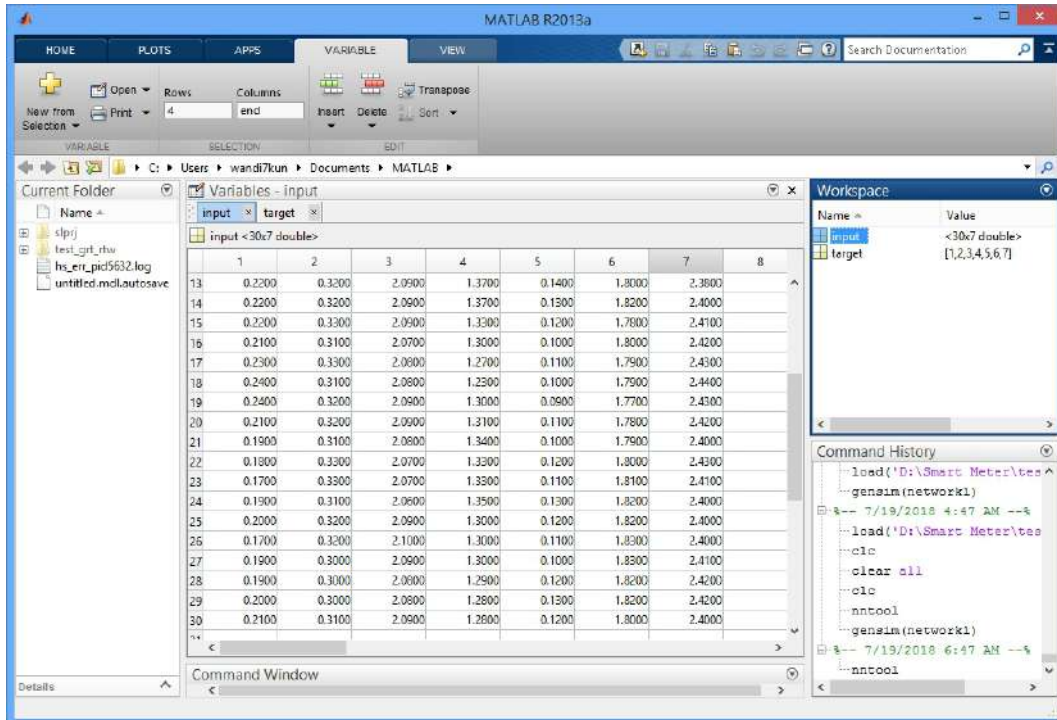 MATLAB R2013a
HOME PLOTS APPS VARIABLE VIEW Search Documentation
New from Selection
Open
Print
Rows Columns
4 end
Insert Delete
Transpose
Sort
VARIABLE SELECTION EDIT
C: Users wandi7kun Documents MATLAB
Current Folder
Name
slprj
test_grt_rtw
hs_err_pid5632.log
untitled.mdl.autosave
Details
Variables - input
input target
input <30x7 double>
1 2 3 4 5 6 7 8
13 0.2200 0.3200 2.0900 1.3700 0.1400 1.8000 2.3800
14 0.2200 0.3200 2.0900 1.3700 0.1300 1.8200 2.4000
15 0.2200 0.3300 2.0900 1.3300 0.1200 1.7800 2.4100
16 0.2100 0.3100 2.0700 1.3000 0.1000 1.8000 2.4200
17 0.2300 0.3300 2.0800 1.2700 0.1100 1.7900 2.4300
18 0.2400 0.3100 2.0800 1.2300 0.1000 1.7900 2.4400
19 0.2400 0.3200 2.0900 1.3000 0.0900 1.7700 2.4300
20 0.2100 0.3200 2.0900 1.3100 0.1100 1.7800 2.4200
21 0.1900 0.3100 2.0800 1.3400 0.1000 1.7900 2.4000
22 0.1800 0.3300 2.0700 1.3300 0.1200 1.8000 2.4300
23 0.1700 0.3300 2.0700 1.3300 0.1100 1.8100 2.4100
24 0.1900 0.3100 2.0600 1.3500 0.1300 1.8200 2.4000
25 0.2000 0.3200 2.0900 1.3000 0.1200 1.8200 2.4000
26 0.1700 0.3200 2.1000 1.3000 0.1100 1.8300 2.4000
27 0.1900 0.3000 2.0900 1.3000 0.1000 1.8300 2.4100
28 0.1900 0.3000 2.0800 1.2900 0.1200 1.8200 2.4200
29 0.2000 0.3000 2.0800 1.2800 0.1300 1.8200 2.4200
30 0.2100 0.3100 2.0900 1.2800 0.1200 1.8000 2.4000
Command Window
Workspace
Name Value
input <30x7 double>
target [1,2,3,4,5,6,7]
Command History
load('D:\Smart Meter\tes
gensim(network1)
%-- 7/19/2018 4:47 AM --%
load('D:\Smart Meter\tes
clc
clear all
clc
nntool
gensim(network1)
%-- 7/19/2018 6:47 AM --%
nntool